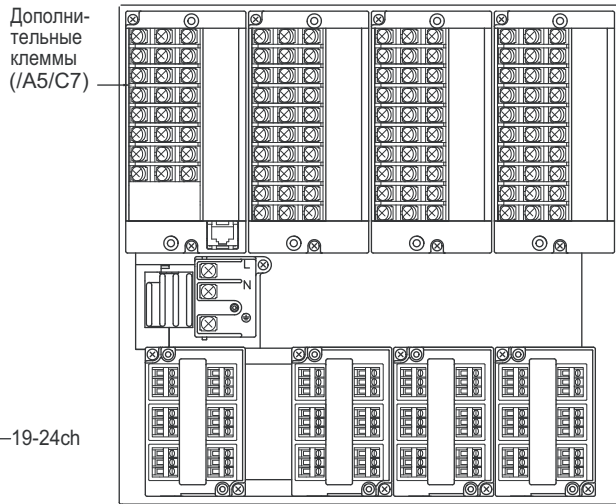 Дополни-
тельные
клеммы
(/A5/C7)
L
N
19-24ch